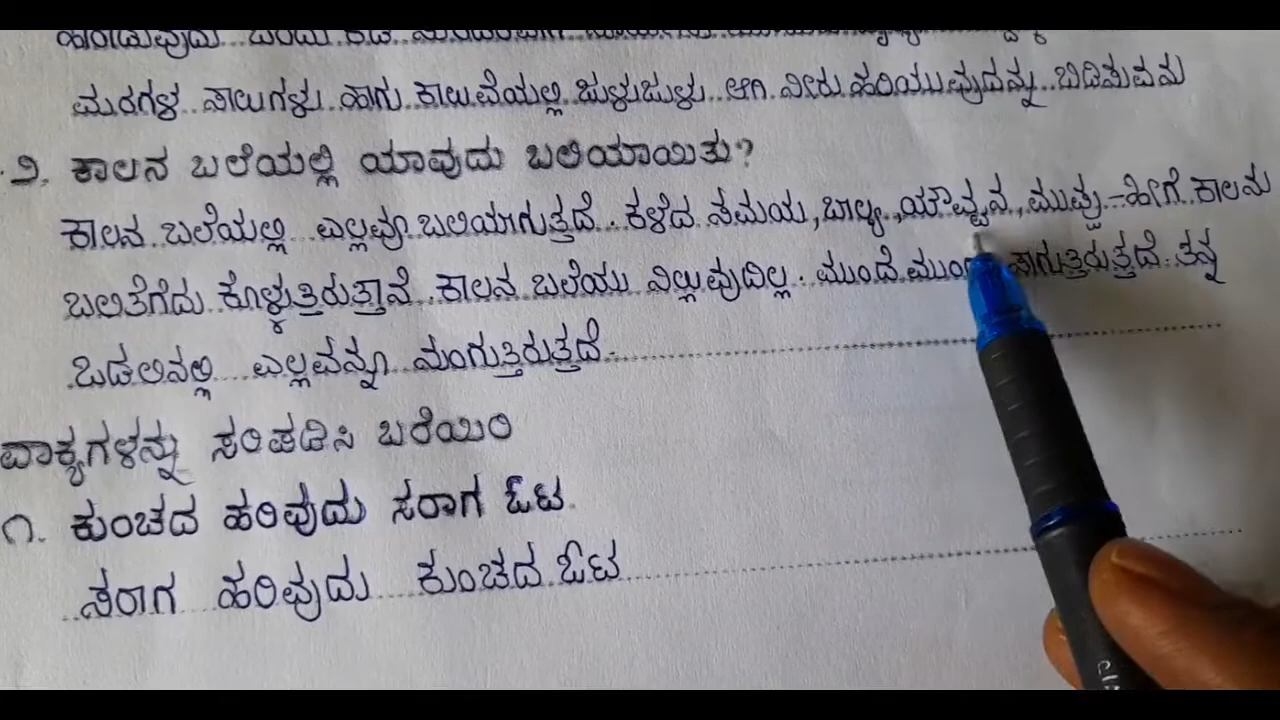 ಮರಗಳ ಸಾಲುಗಳು ಹಾಗು ಕಾಲುವೆಯಲ್ಲಿ ಜುಳುಜುಳು ಆಗಿ ನೀರು ಹರಿಯುವುದನ್ನು ಬಿಡಿಸುವನು
೨. ಕಾಲನ ಬಲೆಯಲ್ಲಿ ಯಾವುದು ಬಲಿಯಾಯಿತು?
ಕಾಲನ ಬಲೆಯಲ್ಲಿ ಎಲ್ಲವೂ ಬಲಿಯಾಗುತ್ತದೆ. ಕಳೆದ ಸಮಯ, ಬಾಲ್ಯ, ಯೌವ್ವನ, ಮುಪ್ಪು - ಹೀಗೆ ಕಾಲನು
ಬಲಿತೆಗೆದು ಕೊಳ್ಳುತ್ತಿರುತ್ತಾನೆ. ಕಾಲನ ಬಲೆಯು ನಿಲ್ಲುವುದಿಲ್ಲ. ಮುಂದೆ ಸಾಗುತ್ತಿರುತ್ತದೆ. ತನ್ನ
ಒಡಲಿನಲ್ಲಿ ಎಲ್ಲವನ್ನೂ ನುಂಗುತ್ತಿರುತ್ತದೆ.
ವಾಕ್ಯಗಳನ್ನು ಸರಿಪಡಿಸಿ ಬರೆಯಿರಿ
೧. ಕುಂಚದ ಹರಿವುದು ಸರಾಗ ಓಟ.
ಸರಾಗ ಹರಿವುದು ಕುಂಚದ ಓಟ